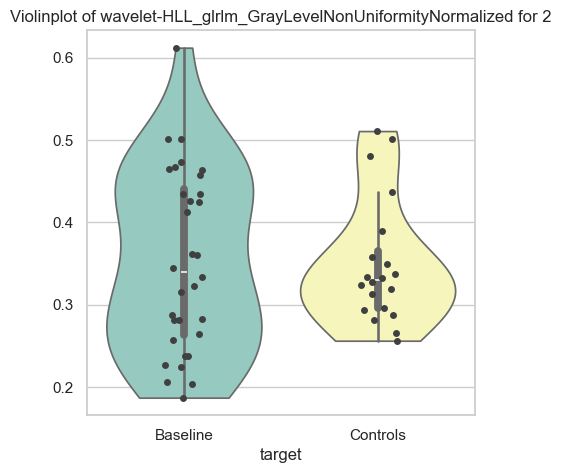 Violinplot of wavelet-HLL_glrlm_GrayLevelNonUniformityNormalized for 2
0.6
0.5
0.4
0.3
0.2
Baseline
Controls
target